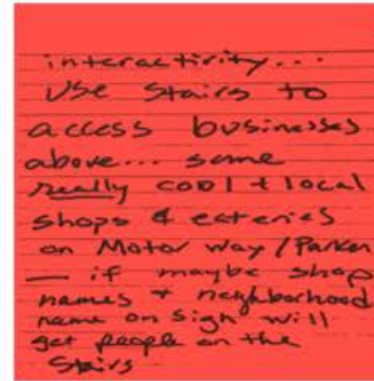 interactivity...
Use Stairs to
access businesses
above... some
really cool + local
shops & eateries
on Motor Way / Parker
— if maybe shop
names + neighborhood
name on sign will
get people on the
stairs